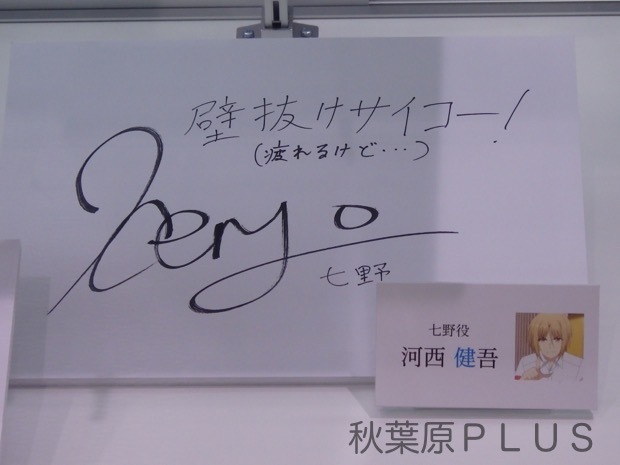 壁抜けサイコー!
(疲れるけど・・・)
Kengo
七野
七野役
河西 健吾
秋葉原PLUS